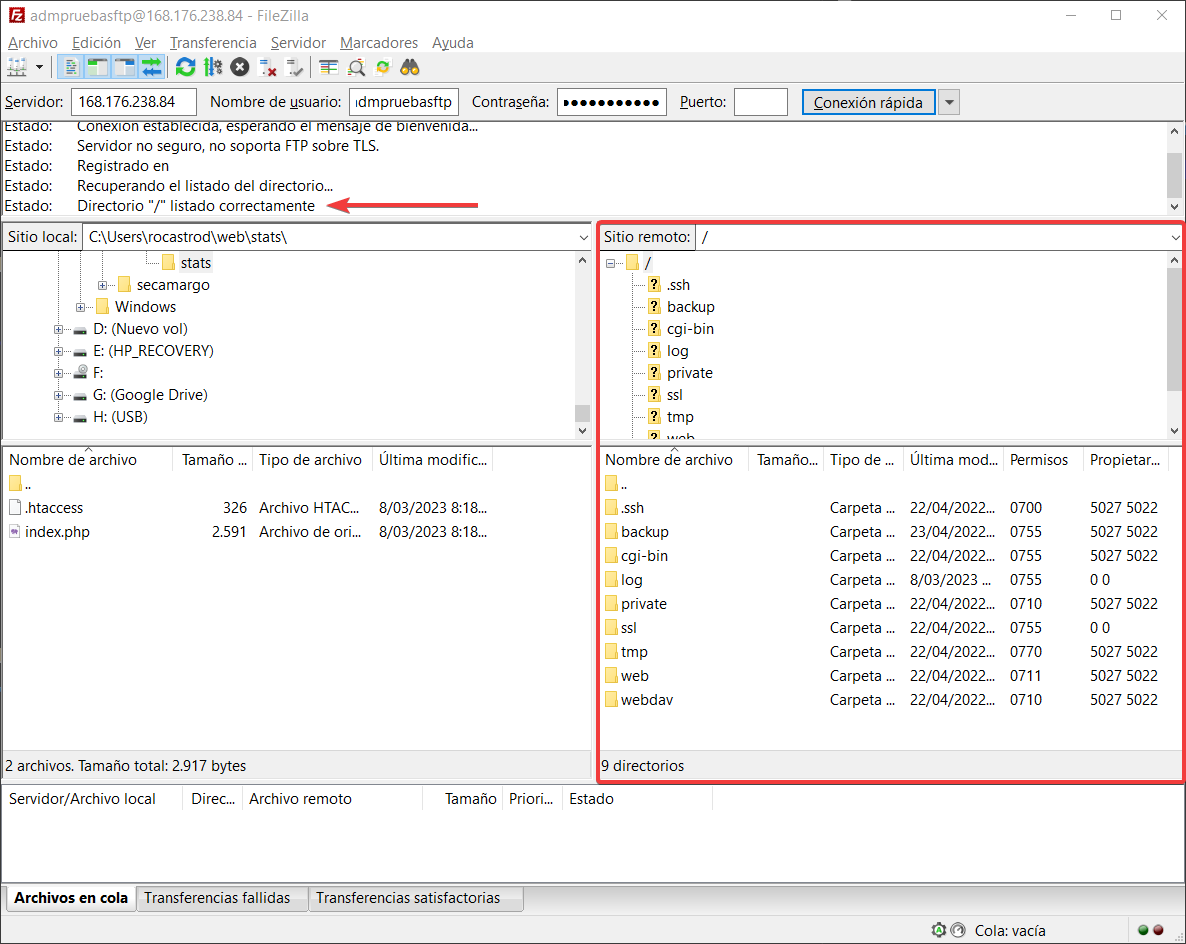 admpruebasftp@168.176.238.84 - FileZilla
Archivo Edición Ver Transferencia Servidor Marcadores Ayuda
Servidor: 168.176.238.84 Nombre de usuario: admpruebasftp Contraseña: ●●●●●●●●●●● Puerto: Conexión rápida
Estado: Conexión establecida, esperando el mensaje de bienvenida...
Estado: Servidor no seguro, no soporta FTP sobre TLS.
Estado: Registrado en
Estado: Recuperando el listado del directorio...
Estado: Directorio "/" listado correctamente
Sitio local: C:\Users\rocastrod\web\stats\
stats
secamargo
Windows
D: (Nuevo vol)
E: (HP_RECOVERY)
F:
G: (Google Drive)
H: (USB)
Nombre de archivo Tamaño ... Tipo de archivo Última modific...
..
.htaccess 326 Archivo HTAC... 8/03/2023 8:18...
index.php 2.591 Archivo de ori... 8/03/2023 8:18...
2 archivos. Tamaño total: 2.917 bytes
Sitio remoto: /
/
.ssh
backup
cgi-bin
log
private
ssl
tmp
web
Nombre de archivo Tamaño... Tipo de ... Última mod... Permisos Propietar...
..
.ssh Carpeta ... 22/04/2022... 0700 5027 5022
backup Carpeta ... 23/04/2022... 0755 5027 5022
cgi-bin Carpeta ... 22/04/2022... 0755 5027 5022
log Carpeta ... 8/03/2023 ... 0755 0 0
private Carpeta ... 22/04/2022... 0710 5027 5022
ssl Carpeta ... 22/04/2022... 0755 0 0
tmp Carpeta ... 22/04/2022... 0770 5027 5022
web Carpeta ... 22/04/2022... 0711 5027 5022
webdav Carpeta ... 22/04/2022... 0710 5027 5022
9 directorios
Servidor/Archivo local Direc... Archivo remoto Tamaño Priori... Estado
Archivos en cola Transferencias fallidas Transferencias satisfactorias
Cola: vacía